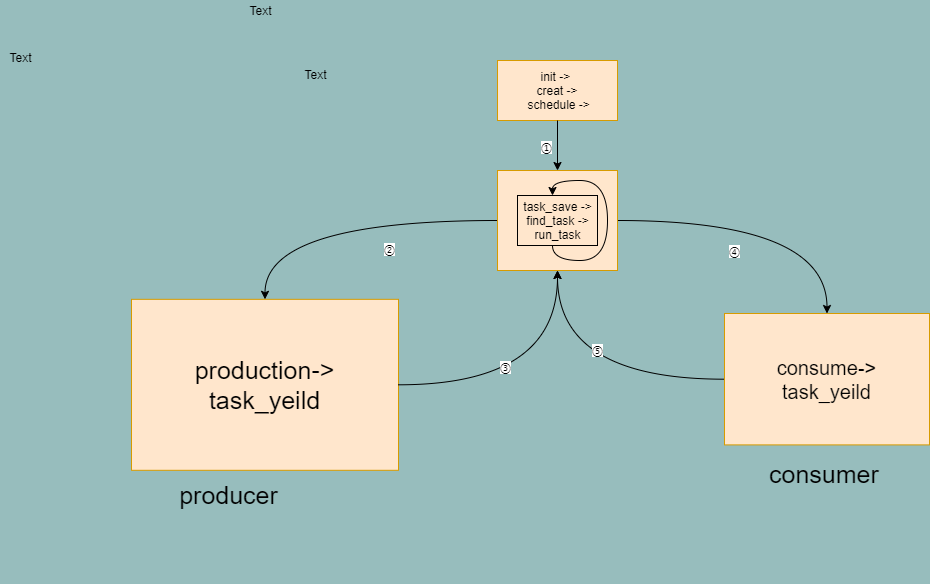 Text
Text
Text
init ->
creat ->
schedule ->
①
task_save ->
find_task ->
run_task
②
④
production->
task_yeild
③
⑤
consume->
task_yeild
producer
consumer